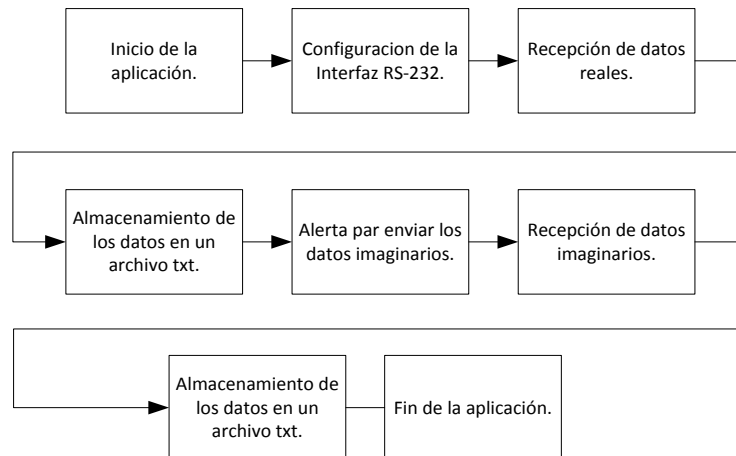 Inicio de la
aplicación.
Configuracion de la
Interfaz RS-232.
Recepción de datos
reales.
Almacenamiento de
los datos en un
archivo txt.
Alerta par enviar los
datos imaginarios.
Recepción de datos
imaginarios.
Almacenamiento de
los datos en un
archivo txt.
Fin de la aplicación.